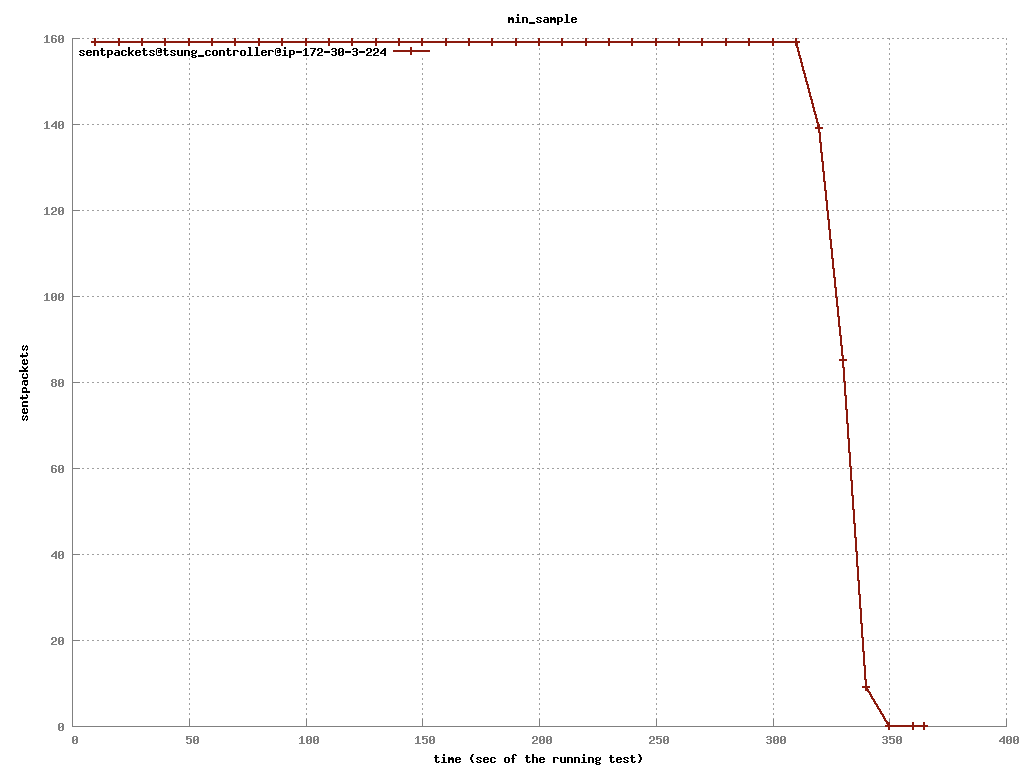 min_sample
160
sentpackets@tsung_controller@ip-172-30-3-224
140
120
100
80
60
40
20
0
sentpackets
0 50 100 150 200 250 300 350 400
time (sec of the running test)